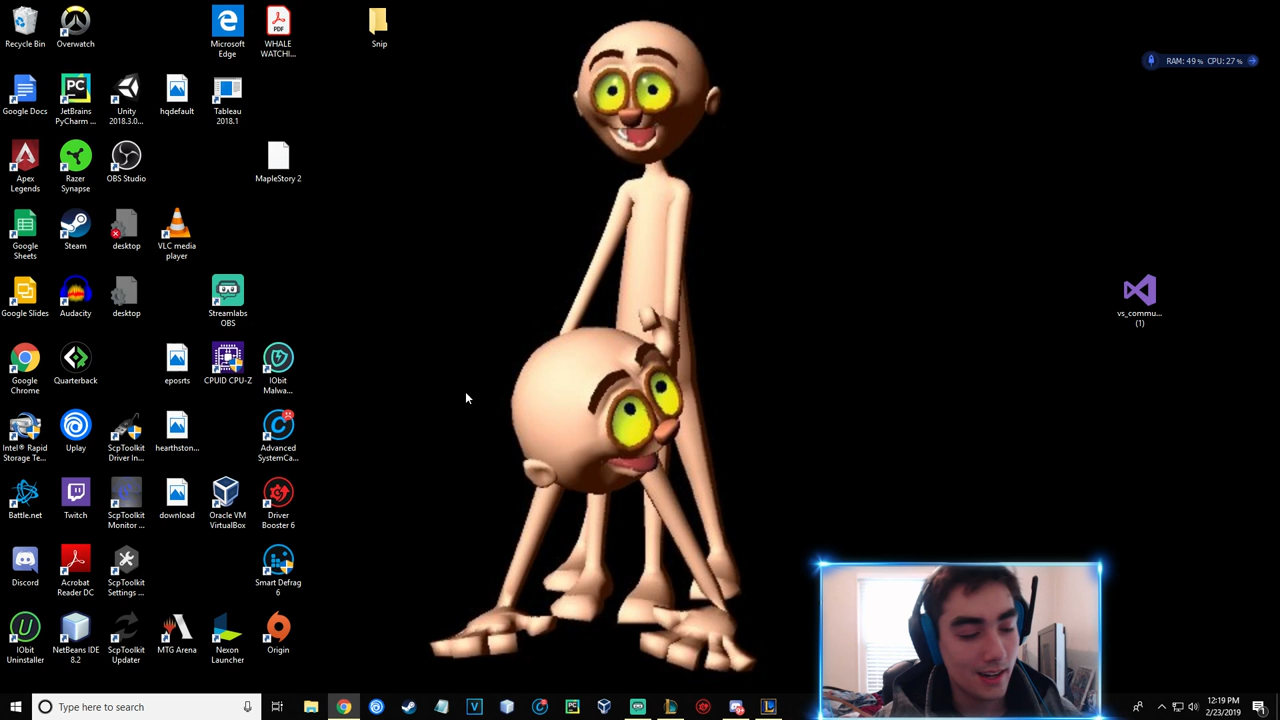 Recycle Bin
Overwatch
Microsoft
Edge
WHALE
WATCHI...
Snip
RAM: 49 % CPU: 27 %
Google Docs
JetBrains
PyCharm ...
Unity
2018.3.0...
hqdefault
Tableau
2018.1
Apex
Legends
Razer
Synapse
OBS Studio
MapleStory 2
Google
Sheets
Steam
desktop
VLC media
player
Google Slides
Audacity
desktop
Streamlabs
OBS
vs_commu...
(1)
Google
Chrome
Quarterback
eposrts
CPUID CPU-Z
IObit
Malwa...
Intel® Rapid
Storage Te...
Uplay
ScpToolkit
Driver In...
hearthston...
Advanced
SystemCa...
Battle.net
Twitch
ScpToolkit
Monitor ...
download
Oracle VM
VirtualBox
Driver
Booster 6
Discord
Acrobat
Reader DC
ScpToolkit
Settings ...
Smart Defrag
6
IObit
Uninstaller
NetBeans IDE
8.2
ScpToolkit
Updater
MTG Arena
Nexon
Launcher
Origin
Type here to search
12:19 PM
2/23/2019